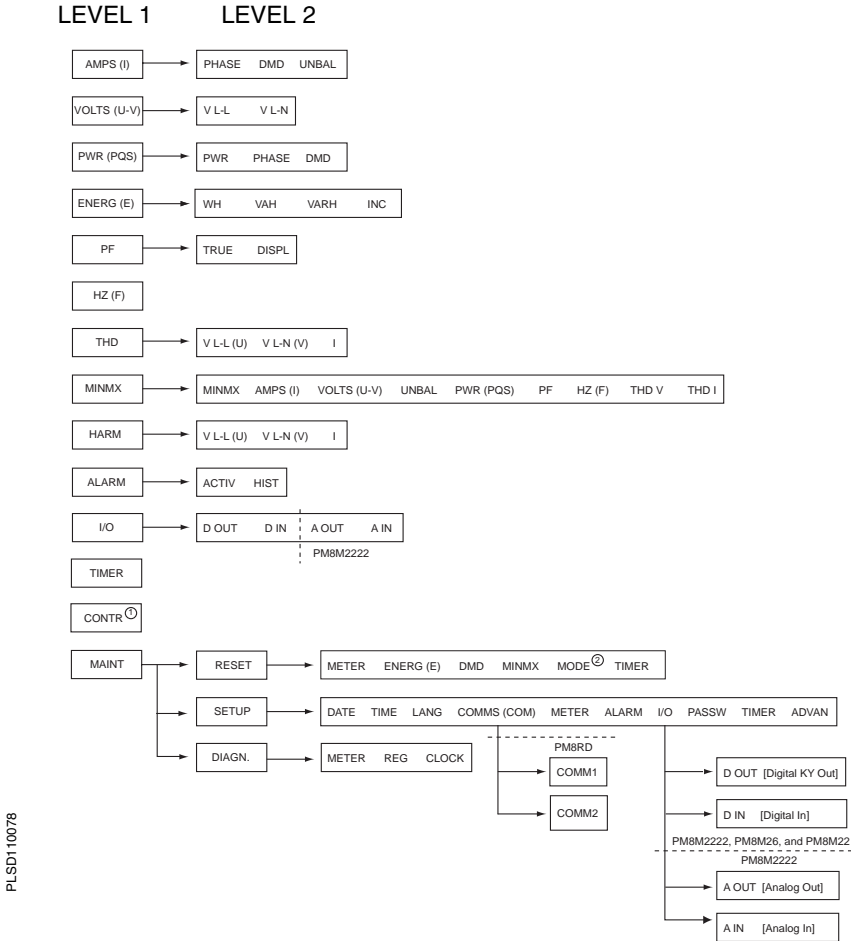 LEVEL 1 LEVEL 2
AMPS (I) PHASE DMD UNBAL
VOLTS (U-V) V L-L V L-N
PWR (PQS) PWR PHASE DMD
ENERG (E) WH VAH VARH INC
PF TRUE DISPL
HZ (F)
THD V L-L (U) V L-N (V) I
MINMX MINMX AMPS (I) VOLTS (U-V) UNBAL PWR (PQS) PF HZ (F) THD V THD I
HARM V L-L (U) V L-N (V) I
ALARM ACTIV HIST
I/O D OUT D IN A OUT A IN
PM8M2222
TIMER
CONTR ①
MAINT RESET METER ENERG (E) DMD MINMX MODE ② TIMER
SETUP DATE TIME LANG COMMS (COM) METER ALARM I/O PASSW TIMER ADVAN
DIAGN. METER REG CLOCK
PM8RD
COMM1
COMM2
D OUT [Digital KY Out]
D IN [Digital In]
PM8M2222, PM8M26, and PM8M22
PM8M2222
A OUT [Analog Out]
A IN [Analog In]
PLSD110078